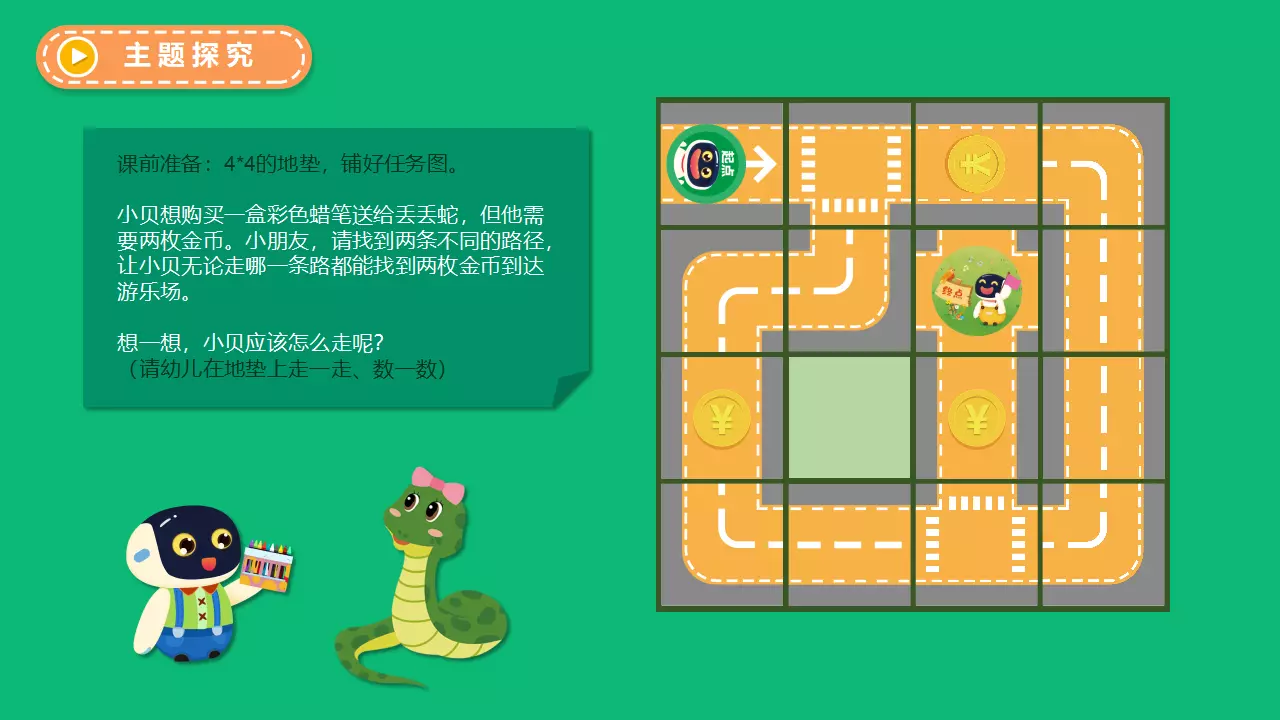 主题探究
课前准备：4*4的地垫，铺好任务图。
小贝想购买一盒彩色蜡笔送给丢丢蛇，但他需
要两枚金币。小朋友，请找到两条不同的路径，
让小贝无论走哪一条路都能找到两枚金币到达
游乐场。
想一想，小贝应该怎么走呢？
（请幼儿在地垫上走一走、数一数）
起点
¥
终点
¥
¥